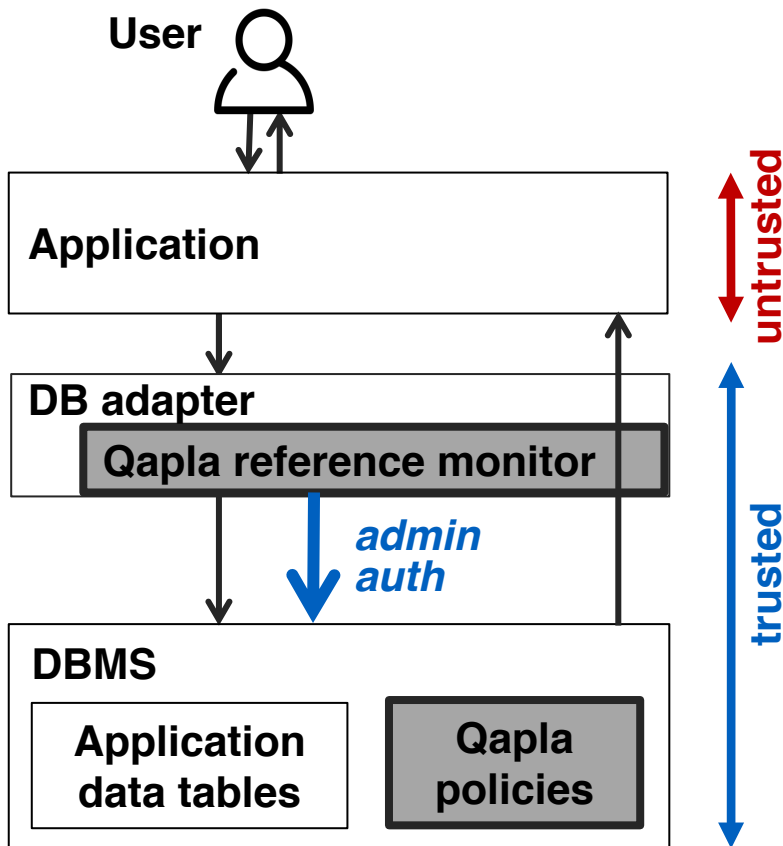 User
Application
untrusted
DB adapter
Qapla reference monitor
admin
auth
trusted
DBMS
Application
data tables
Qapla
policies